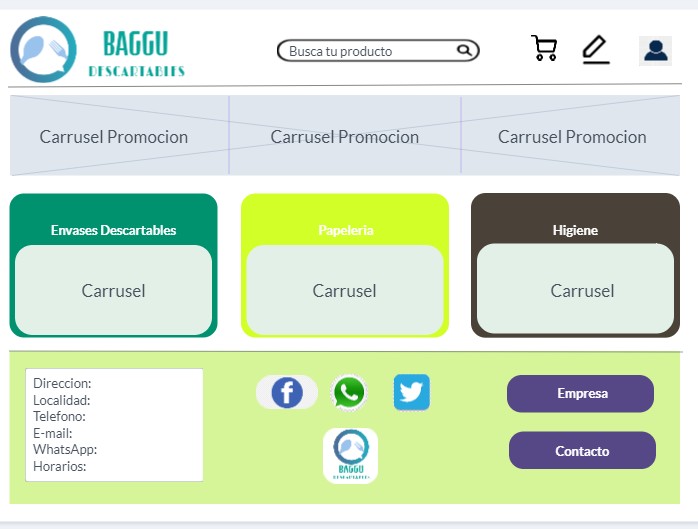 BAGGU
DESCARTABLES
Busca tu producto
Carrusel Promocion
Carrusel Promocion
Carrusel Promocion
Envases Descartables
Papeleria
Higiene
Carrusel
Carrusel
Carrusel
Direccion:
Localidad:
Telefono:
E-mail:
WhatsApp:
Horarios:
f
BAGGU
DESCARTABLES
Empresa
Contacto